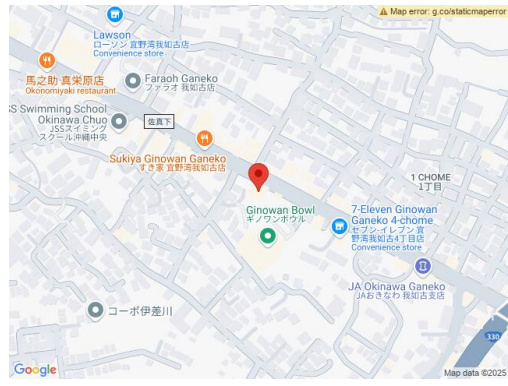 Map error: g.co/staticmaperror
Lawson
ローソン 宜野湾我如古店
Convenience store
馬之助 真栄原店
Okonomiyaki restaurant
Faraoh Ganeko
ファラオ 我如古店
SS Swimming School
Okinawa Chuo
JSSスイミング
スクール沖縄中央
佐真下
Sukiya Ginowan Ganeko
すき家 宜野湾我如古店
1 CHOME
1丁目
Ginowan Bowl
ギノワンボウル
7-Eleven Ginowan
Ganeko 4-chome
セブン-イレブン 宜
野湾我如古4丁目店
Convenience store
JA Okinawa Ganeko
JAおきなわ 我如古支店
コーポ伊差川
330
Google
Map data ©2025